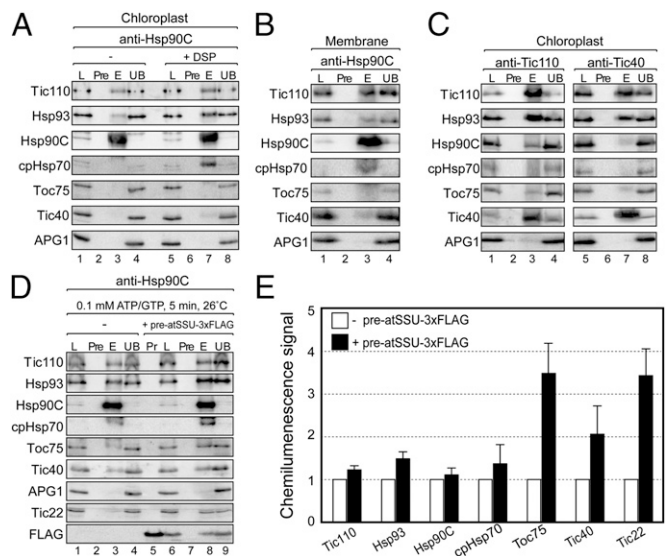 A
Chloroplast
anti-Hsp90C
- + DSP
L Pre E UB L Pre E UB
Tic110
Hsp93
Hsp90C
cpHsp70
Toc75
Tic40
APG1
1 2 3 4 5 6 7 8
B
Membrane
anti-Hsp90C
L Pre E UB
Tic110
Hsp93
Hsp90C
cpHsp70
Toc75
Tic40
APG1
1 2 3 4
C
Chloroplast
anti-Tic110 anti-Tic40
L Pre E UB L Pre E UB
Tic110
Hsp93
Hsp90C
cpHsp70
Toc75
Tic40
APG1
1 2 3 4 5 6 7 8
D
anti-Hsp90C
0.1 mM ATP/GTP, 5 min, 26°C
- + pre-atSSU-3xFLAG
L Pre E UB Pr L Pre E UB
Tic110
Hsp93
Hsp90C
cpHsp70
Toc75
Tic40
APG1
Tic22
FLAG
1 2 3 4 5 6 7 8 9
E
- pre-atSSU-3xFLAG
+ pre-atSSU-3xFLAG
Chemilumenescence signal
5
4
3
2
1
0
Tic110 Hsp93 Hsp90C cpHsp70 Toc75 Tic40 Tic22